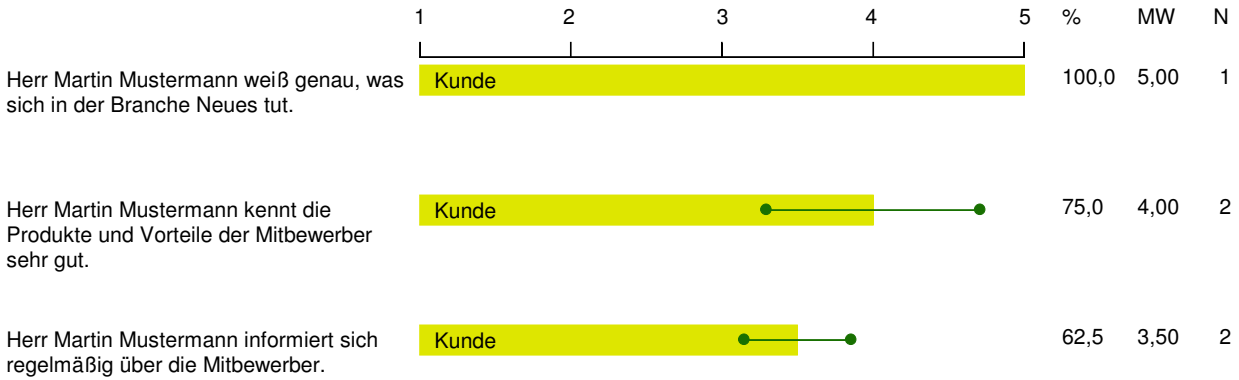 1 2 3 4 5 % MW N
Herr Martin Mustermann weiß genau, was
sich in der Branche Neues tut.
Kunde 100,0 5,00 1
Herr Martin Mustermann kennt die
Produkte und Vorteile der Mitbewerber
sehr gut.
Kunde 75,0 4,00 2
Herr Martin Mustermann informiert sich
regelmäßig über die Mitbewerber.
Kunde 62,5 3,50 2